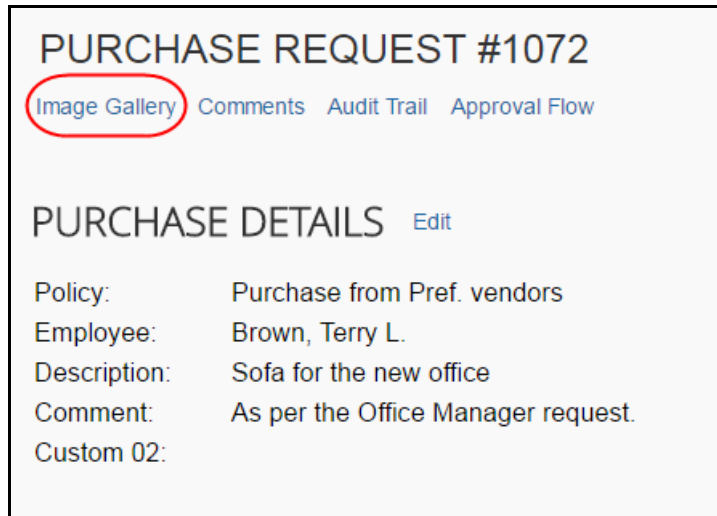 PURCHASE REQUEST #1072
Image Gallery Comments Audit Trail Approval Flow
PURCHASE DETAILS Edit
Policy: Purchase from Pref. vendors
Employee: Brown, Terry L.
Description: Sofa for the new office
Comment: As per the Office Manager request.
Custom 02: